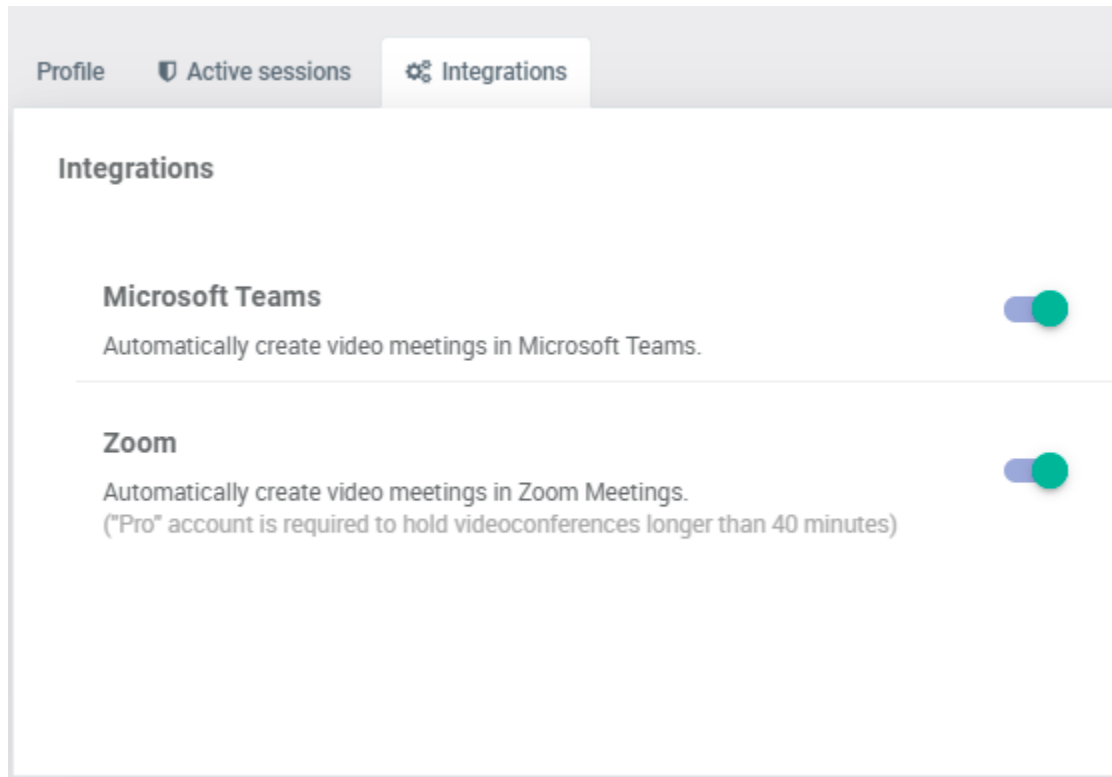 Profile Active sessions Integrations
Integrations
Microsoft Teams
Automatically create video meetings in Microsoft Teams.
Zoom
Automatically create video meetings in Zoom Meetings.
("Pro" account is required to hold videoconferences longer than 40 minutes)